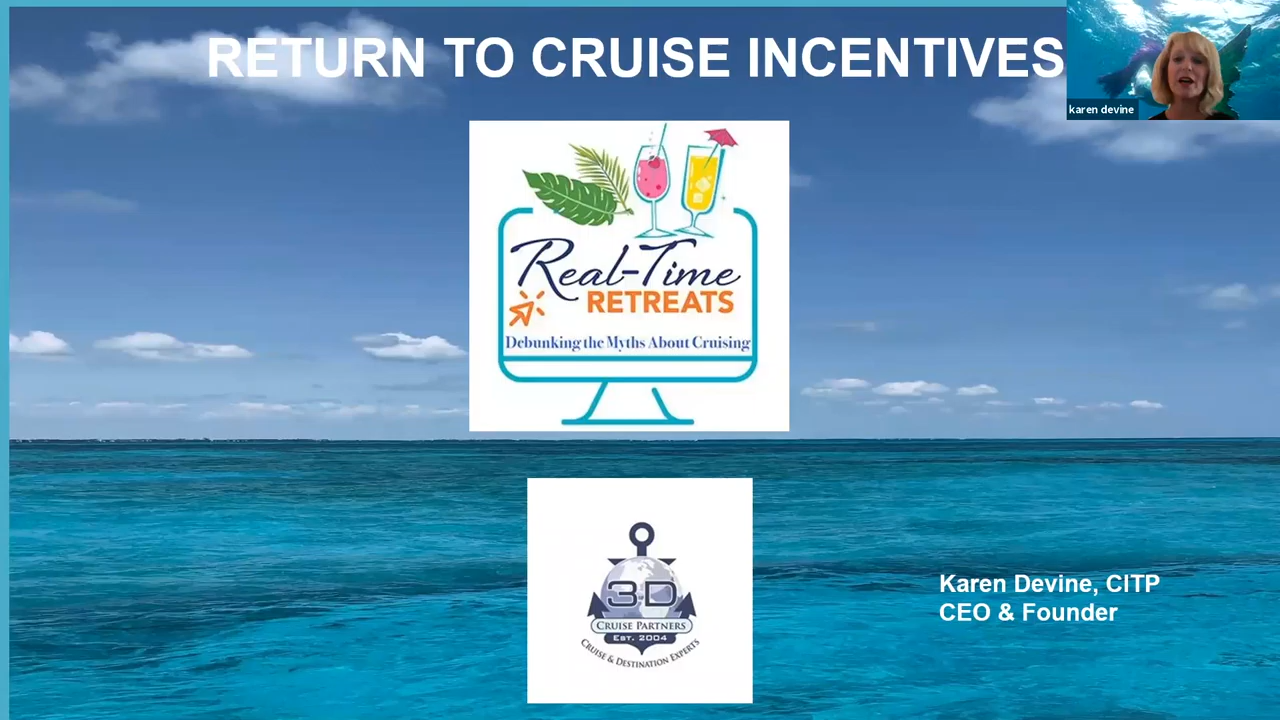 RETURN TO CRUISE INCENTIVES
karen devine
Real-Time
RETREATS
Debunking the Myths About Cruising
3D
CRUISE PARTNERS
EST. 2004
CRUISE & DESTINATION EXPERTS
Karen Devine, CITP
CEO & Founder